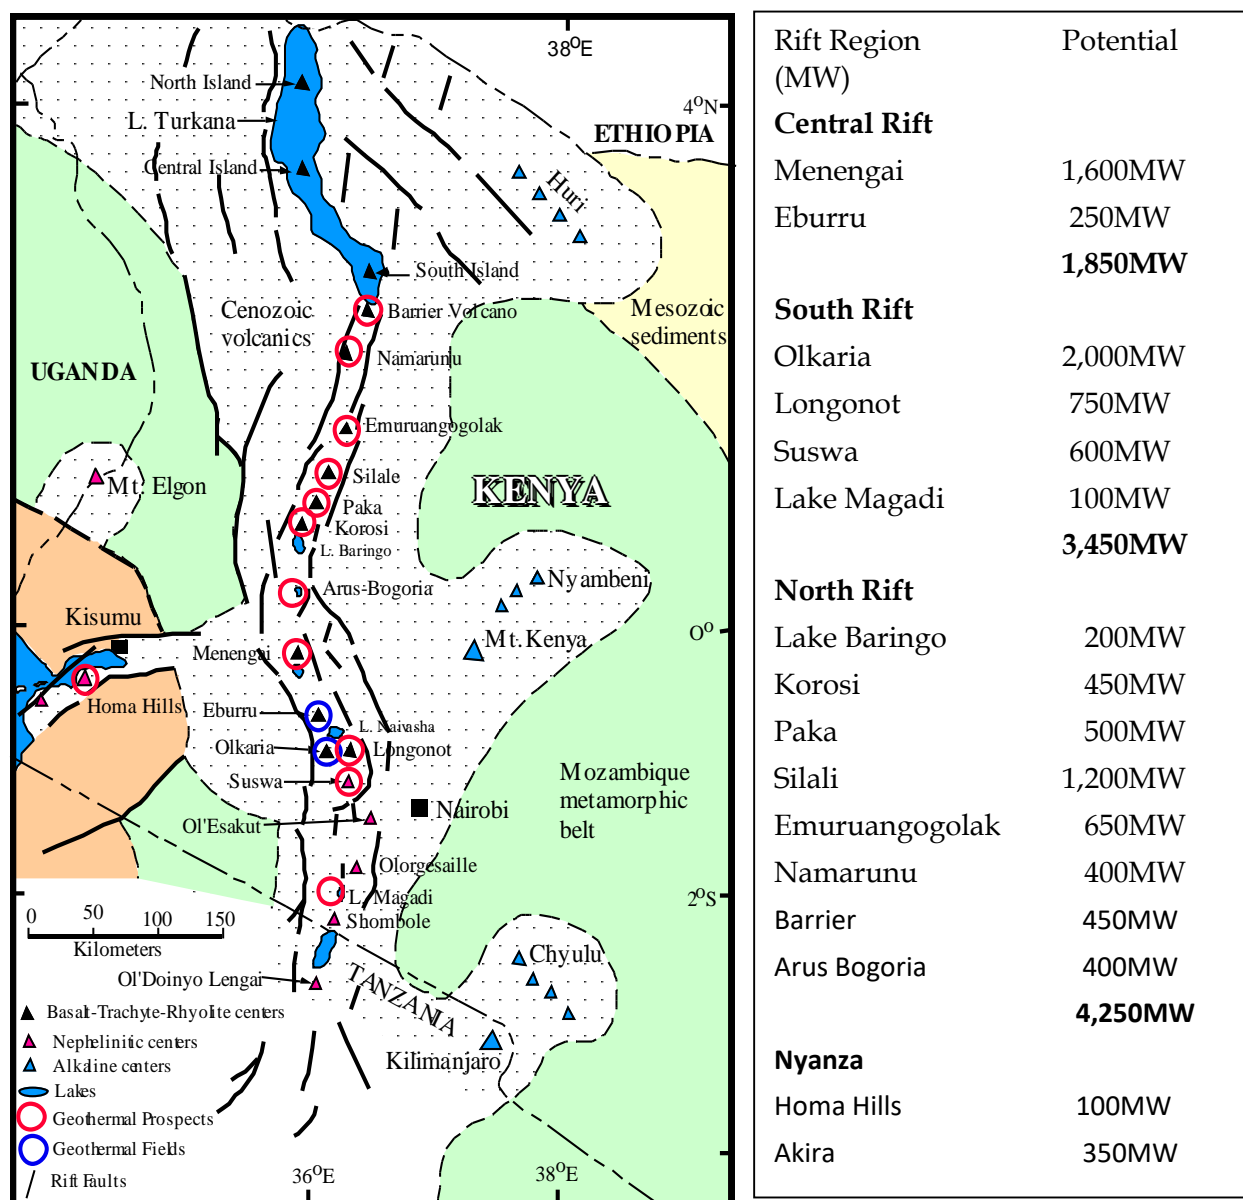 38°E
North Island
4°N
L. Turkana
ETHIOPIA
Central Island
Huri
South Island
Cenozoic
volcanics
Barrier Volcano
Mesozoic
sediments
Namarunu
UGANDA
Emuruangogolak
Silale
Mt. Elgon
KENYA
Paka
Korosi
L. Baringo
Nyambeni
Arus-Bogoria
Kisumu
0°
Mt. Kenya
Menengai
Homa Hills
Eburru
L. Naivasha
Olkaria
Longonot
Suswa
Mozambique
metamorphic
belt
Nairobi
Ol'Esakut
Olorgesaille
2°S
L. Magadi
Shombole
0 50 100 150
Kilometers
Chyulu
Ol'Doinyo Lengai
TANZANIA
Kilimanjaro
Basalt-Trachyte-Rhyolite centers
Nephelinitic centers
Alkaline centers
Lakes
Geothermal Prospects
Geothermal Fields
Rift Faults
36°E
38°E
Rift Region Potential
(MW)
Central Rift
Menengai 1,600MW
Eburru 250MW
1,850MW
South Rift
Olkaria 2,000MW
Longonot 750MW
Suswa 600MW
Lake Magadi 100MW
3,450MW
North Rift
Lake Baringo 200MW
Korosi 450MW
Paka 500MW
Silali 1,200MW
Emuruangogolak 650MW
Namarunu 400MW
Barrier 450MW
Arus Bogoria 400MW
4,250MW
Nyanza
Homa Hills 100MW
Akira 350MW